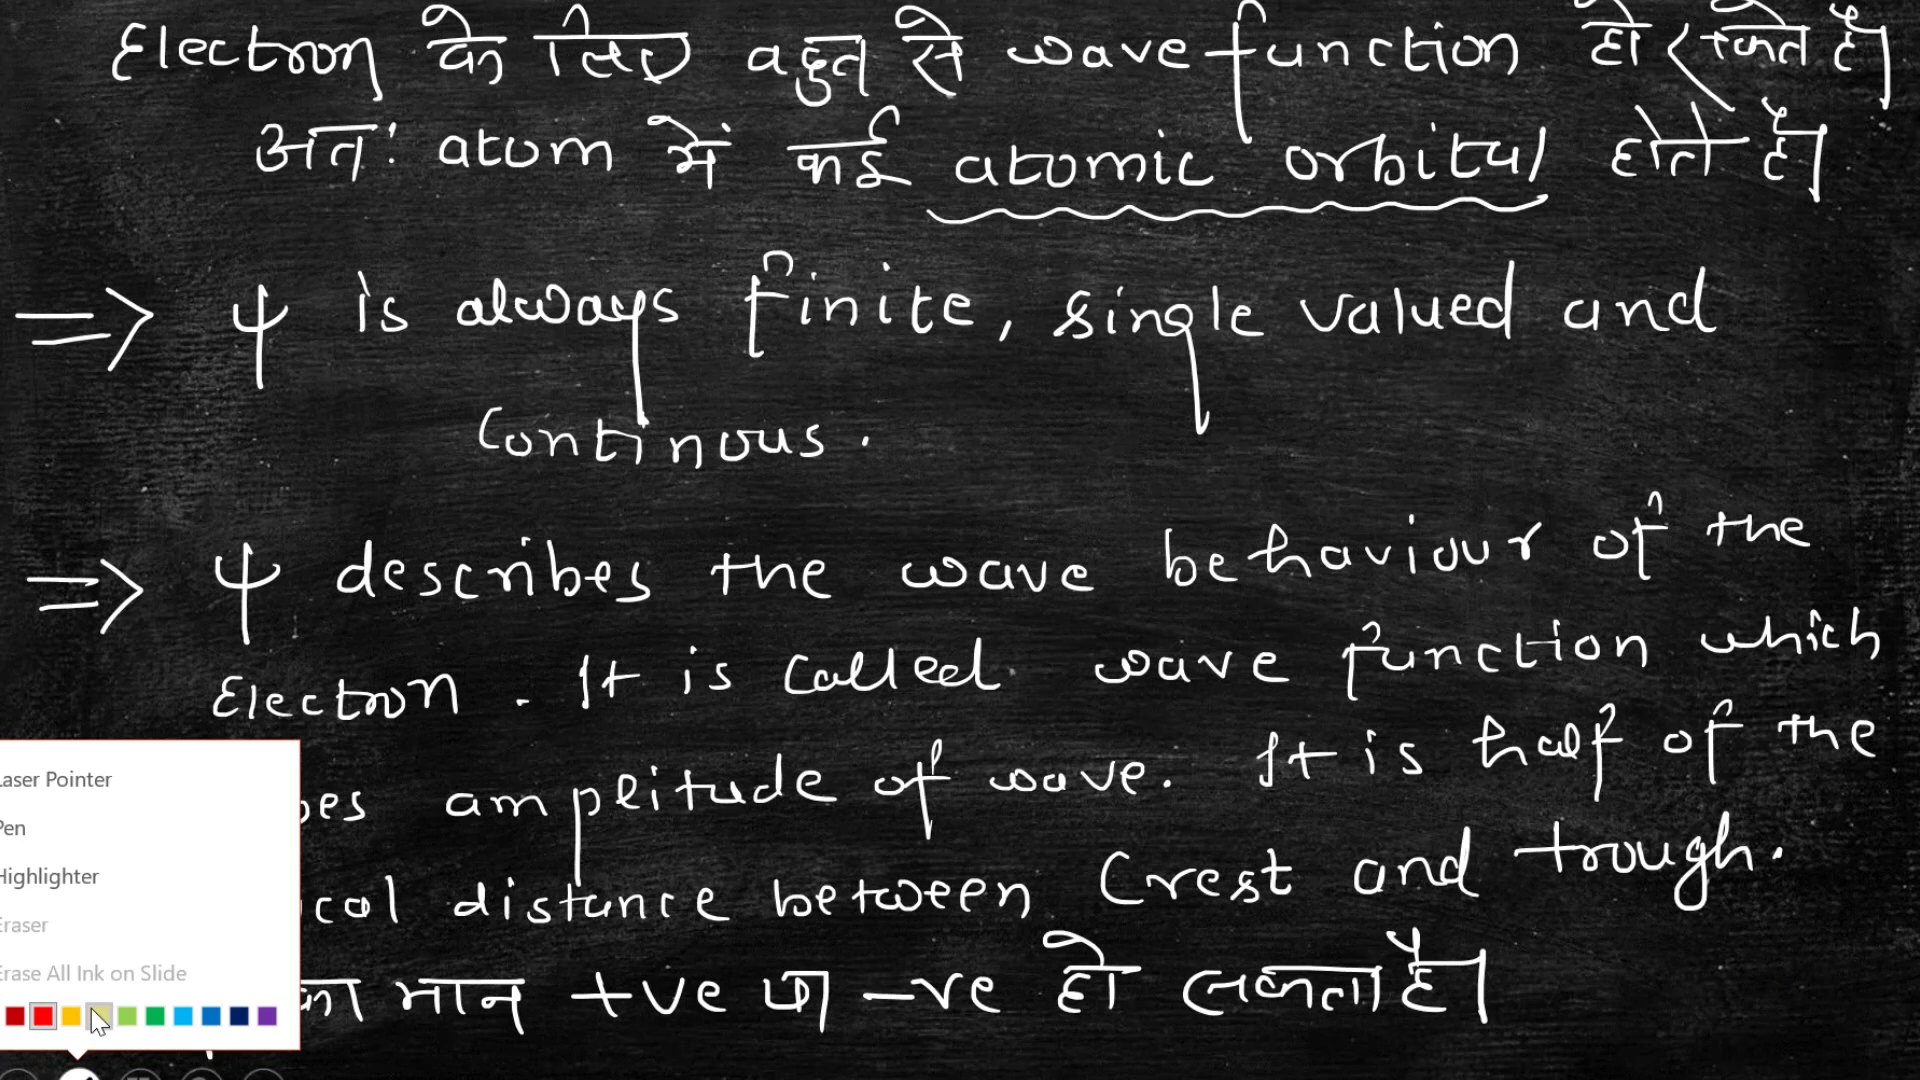 Electron के लिए बहुत से wave function हो सकते है।
अतः atom में कई atomic orbital होते है।
⇒ ψ is always finite, single valued and
continous.
⇒ ψ describes the wave behaviour of the
Electron. It is called wave function which
amplitude of wave. It is half of the
distance between Crest and trough.
का मान +ve या -ve हो सकता है।
Laser Pointer
Pen
Highlighter
Eraser
Erase All Ink on Slide